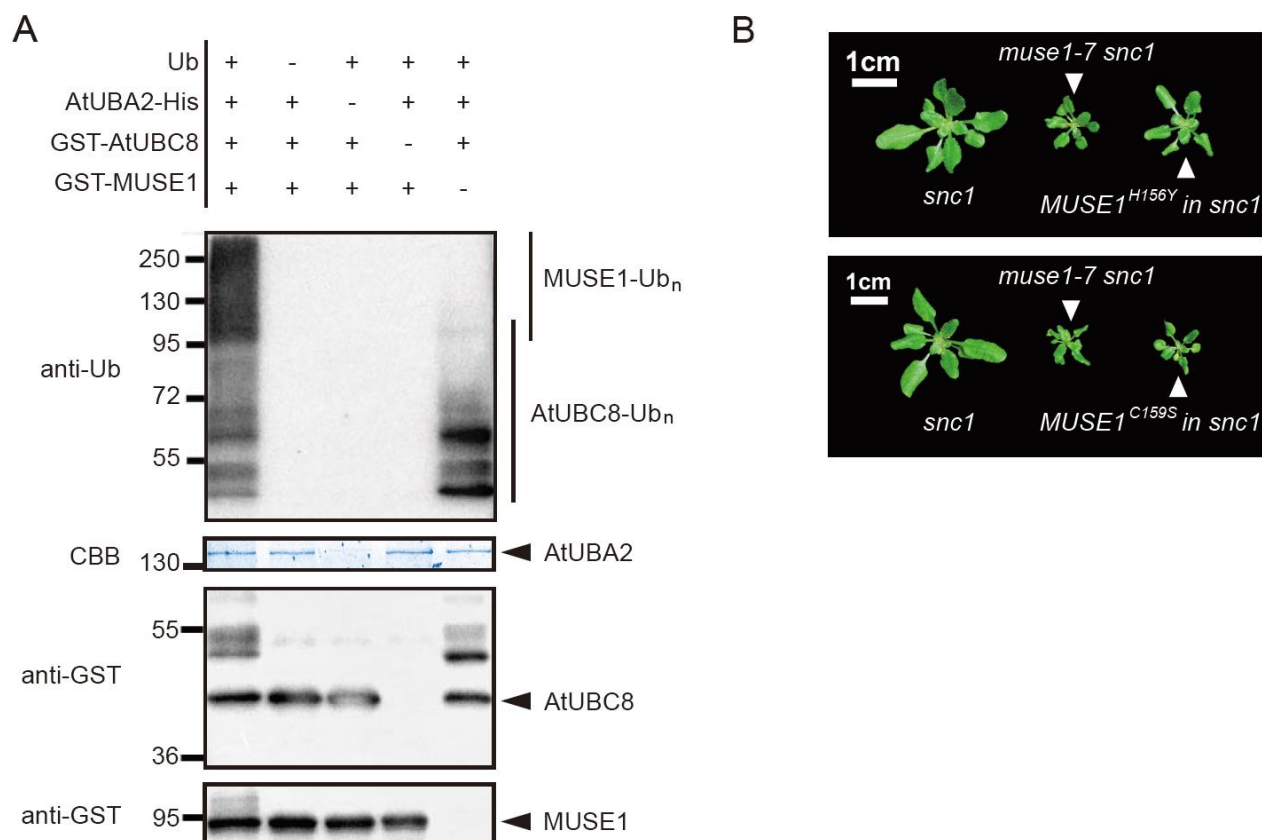 A
Ub + - + + +
AtUBA2-His + + - + +
GST-AtUBC8 + + + - +
GST-MUSE1 + + + + -
250
130
95
72
55
anti-Ub
MUSE1-Ubn
AtUBC8-Ubn
CBB
130
AtUBA2
55
anti-GST
AtUBC8
36
anti-GST
95
MUSE1
B
1cm
muse1-7 snc1
snc1
MUSE1H156Y in snc1
1cm
muse1-7 snc1
snc1
MUSE1C159S in snc1